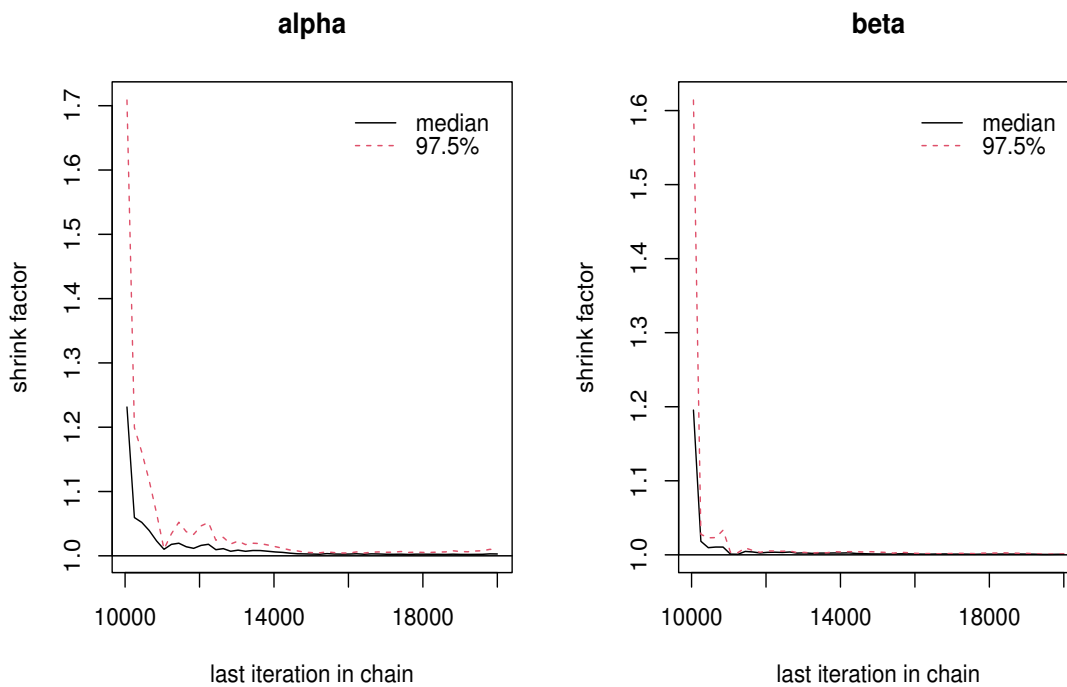 alpha
shrink factor
1.0 1.1 1.2 1.3 1.4 1.5 1.6 1.7
median
97.5%
10000 14000 18000
last iteration in chain
beta
shrink factor
1.0 1.1 1.2 1.3 1.4 1.5 1.6
median
97.5%
10000 14000 18000
last iteration in chain